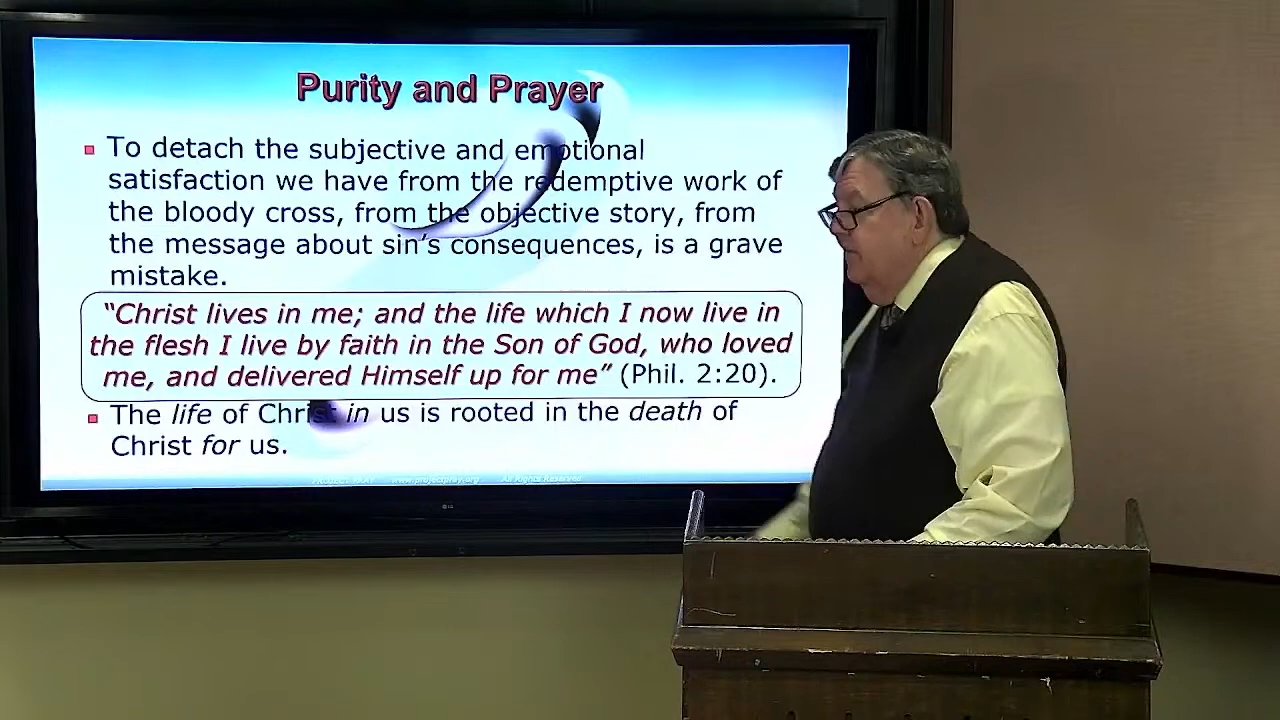 Purity and Prayer
To detach the subjective and emotional
satisfaction we have from the redemptive work of
the bloody cross, from the objective story, from
the message about sin's consequences, is a grave
mistake.
“Christ lives in me; and the life which I now live in
the flesh I live by faith in the Son of God, who loved
me, and delivered Himself up for me” (Phil. 2:20).
The life of Christ in us is rooted in the death of
Christ for us.
All Rights Reserved
LG